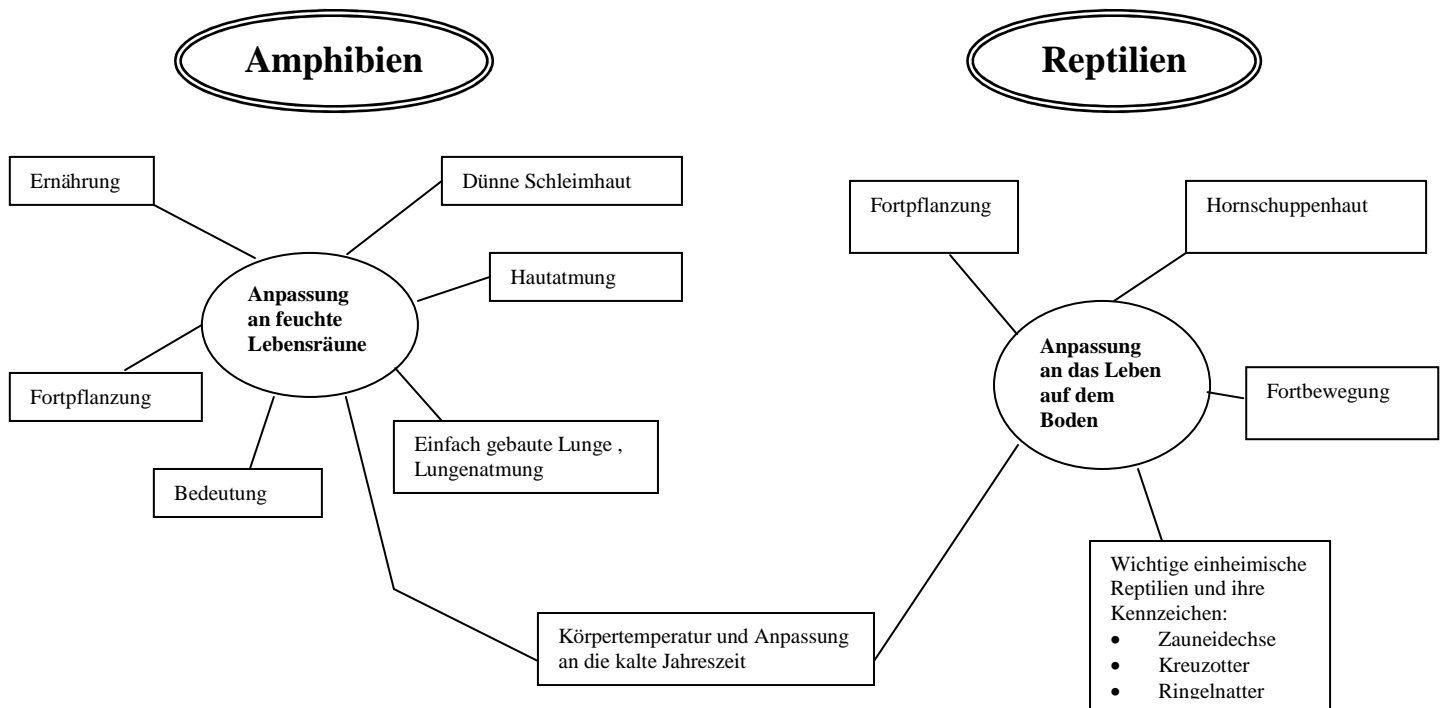 Amphibien
Reptilien
Ernährung
Dünne Schleimhaut
Hautatmung
Anpassung
an feuchte
Lebensräune
Fortpflanzung
Bedeutung
Einfach gebaute Lunge ,
Lungenatmung
Fortpflanzung
Hornschuppenhaut
Anpassung
an das Leben
auf dem
Boden
Fortbewegung
Körpertemperatur und Anpassung
an die kalte Jahreszeit
Wichtige einheimische
Reptilien und ihre
Kennzeichen:
• Zauneidechse
• Kreuzotter
• Ringelnatter